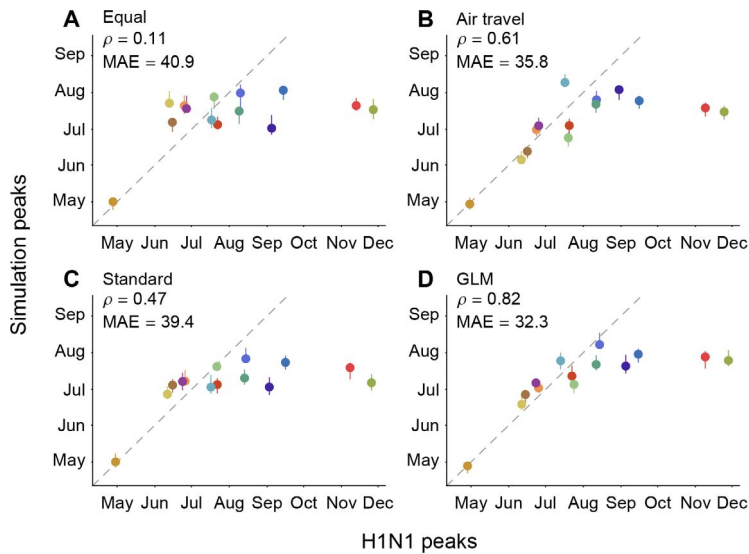 A Equal
ρ = 0.11
MAE = 40.9
Sep
Aug
Jul
Jun
May
May Jun Jul Aug Sep Oct Nov Dec
B Air travel
ρ = 0.61
MAE = 35.8
Sep
Aug
Jul
Jun
May
May Jun Jul Aug Sep Oct Nov Dec
C Standard
ρ = 0.47
MAE = 39.4
Sep
Aug
Jul
Jun
May
May Jun Jul Aug Sep Oct Nov Dec
D GLM
ρ = 0.82
MAE = 32.3
Sep
Aug
Jul
Jun
May
May Jun Jul Aug Sep Oct Nov Dec
Simulation peaks
H1N1 peaks